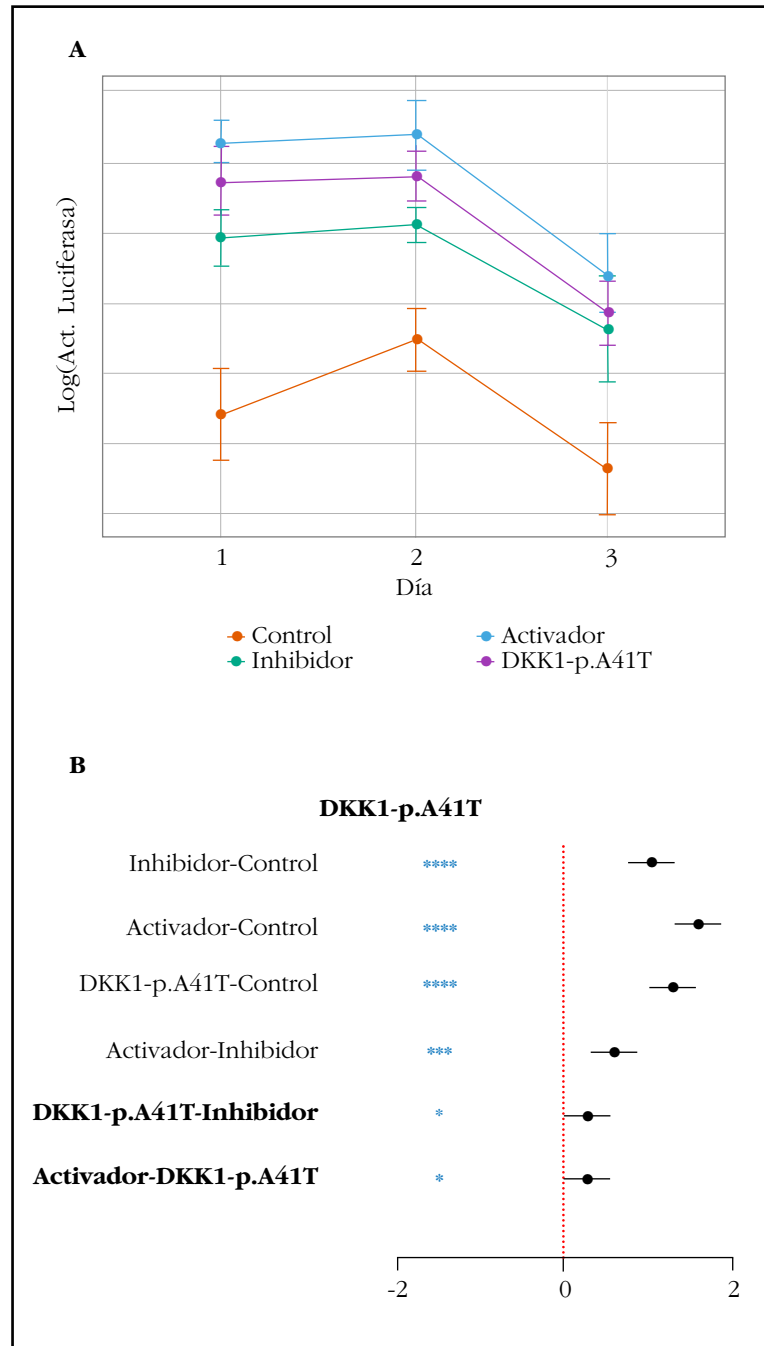 A
Log(Act. Luciferasa)
1 2 3
Día
Control Activador
Inhibidor DKK1-p.A41T
B
DKK1-p.A41T
Inhibidor-Control ****
Activador-Control ****
DKK1-p.A41T-Control ****
Activador-Inhibidor ***
DKK1-p.A41T-Inhibidor *
Activador-DKK1-p.A41T *
-2 0 2